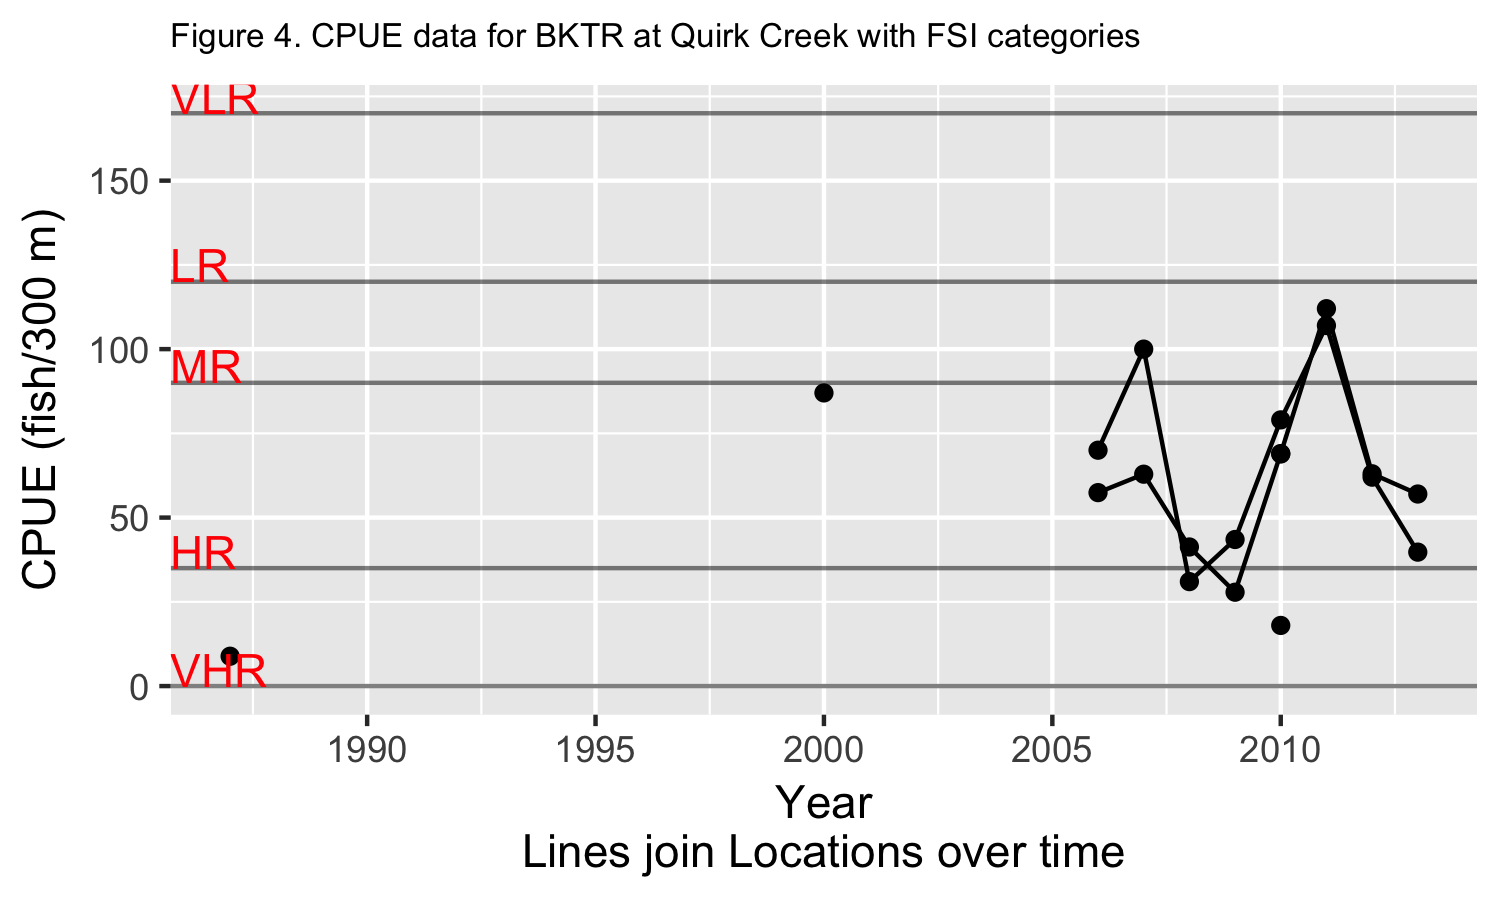 Figure 4. CPUE data for BKTR at Quirk Creek with FSI categories
VLR
150
LR
100
MR
50
HR
VHR
0
CPUE (fish/300 m)
1990 1995 2000 2005 2010
Year
Lines join Locations over time